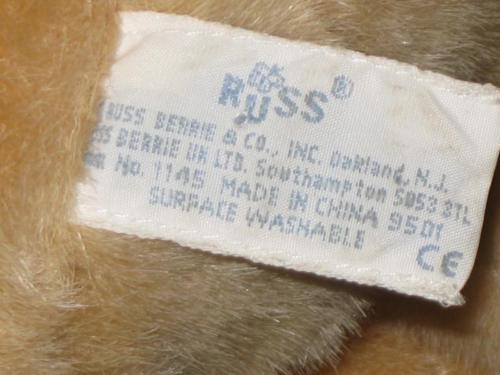 RUSS®
RUSS BERRIE & CO., INC. Oakland, N.J.
BERRIE UK LTD. Southampton SO53 3TL
No. 1145 MADE IN CHINA 9501
SURFACE WASHABLE
CE